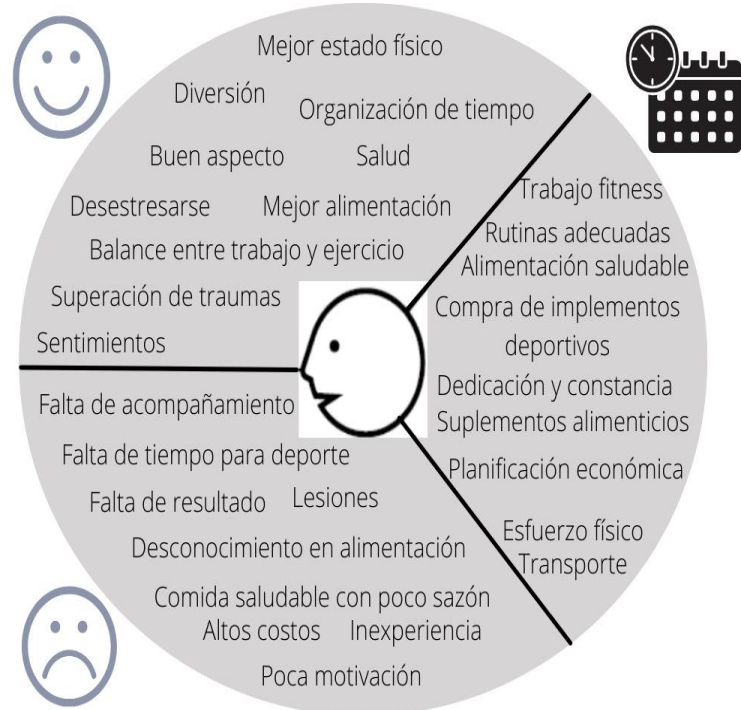 Mejor estado físico
Diversión
Organización de tiempo
Buen aspecto
Salud
Desestresarse
Mejor alimentación
Balance entre trabajo y ejercicio
Superación de traumas
Sentimientos
Trabajo fitness
Rutinas adecuadas
Alimentación saludable
Compra de implementos
deportivos
Dedicación y constancia
Suplementos alimenticios
Planificación económica
Esfuerzo físico
Transporte
Falta de acompañamiento
Falta de tiempo para deporte
Falta de resultado
Lesiones
Desconocimiento en alimentación
Comida saludable con poco sazón
Altos costos
Inexperiencia
Poca motivación